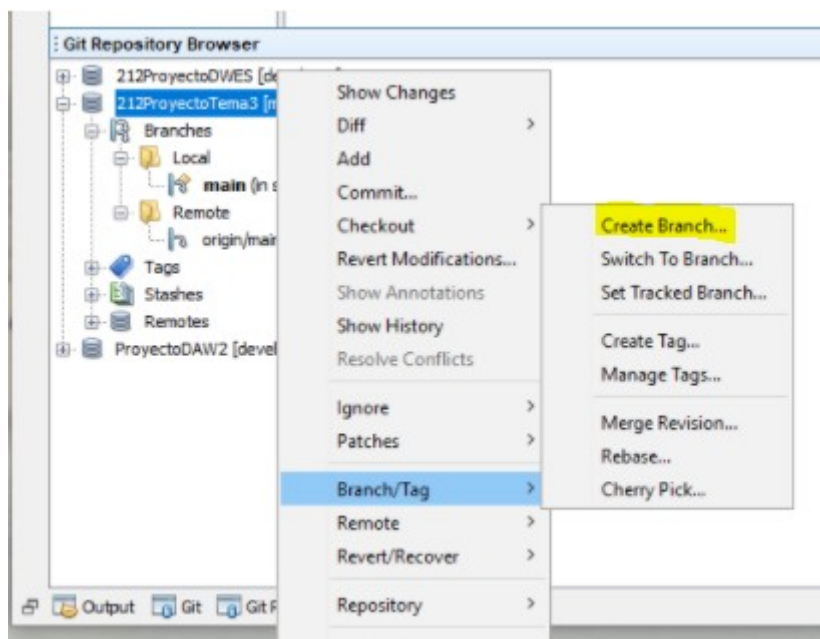 Git Repository Browser
212ProyectoDWES [de
212ProyectoTema3 [m
Branches
Local
main (in s
Remote
origin/mair
Tags
Stashes
Remotes
ProyectoDAW2 [devel
Show Changes
Diff
Add
Commit...
Checkout
Revert Modifications...
Show Annotations
Show History
Resolve Conflicts
Ignore
Patches
Branch/Tag
Remote
Revert/Recover
Repository
Create Branch...
Switch To Branch...
Set Tracked Branch...
Create Tag...
Manage Tags...
Merge Revision...
Rebase...
Cherry Pick...
Output Git Git R